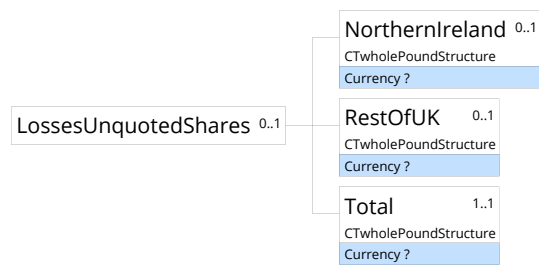 NorthernIreland 0..1
CTwholePoundStructure
Currency ?
LossesUnquotedShares 0..1
RestOfUK 0..1
CTwholePoundStructure
Currency ?
Total 1..1
CTwholePoundStructure
Currency ?